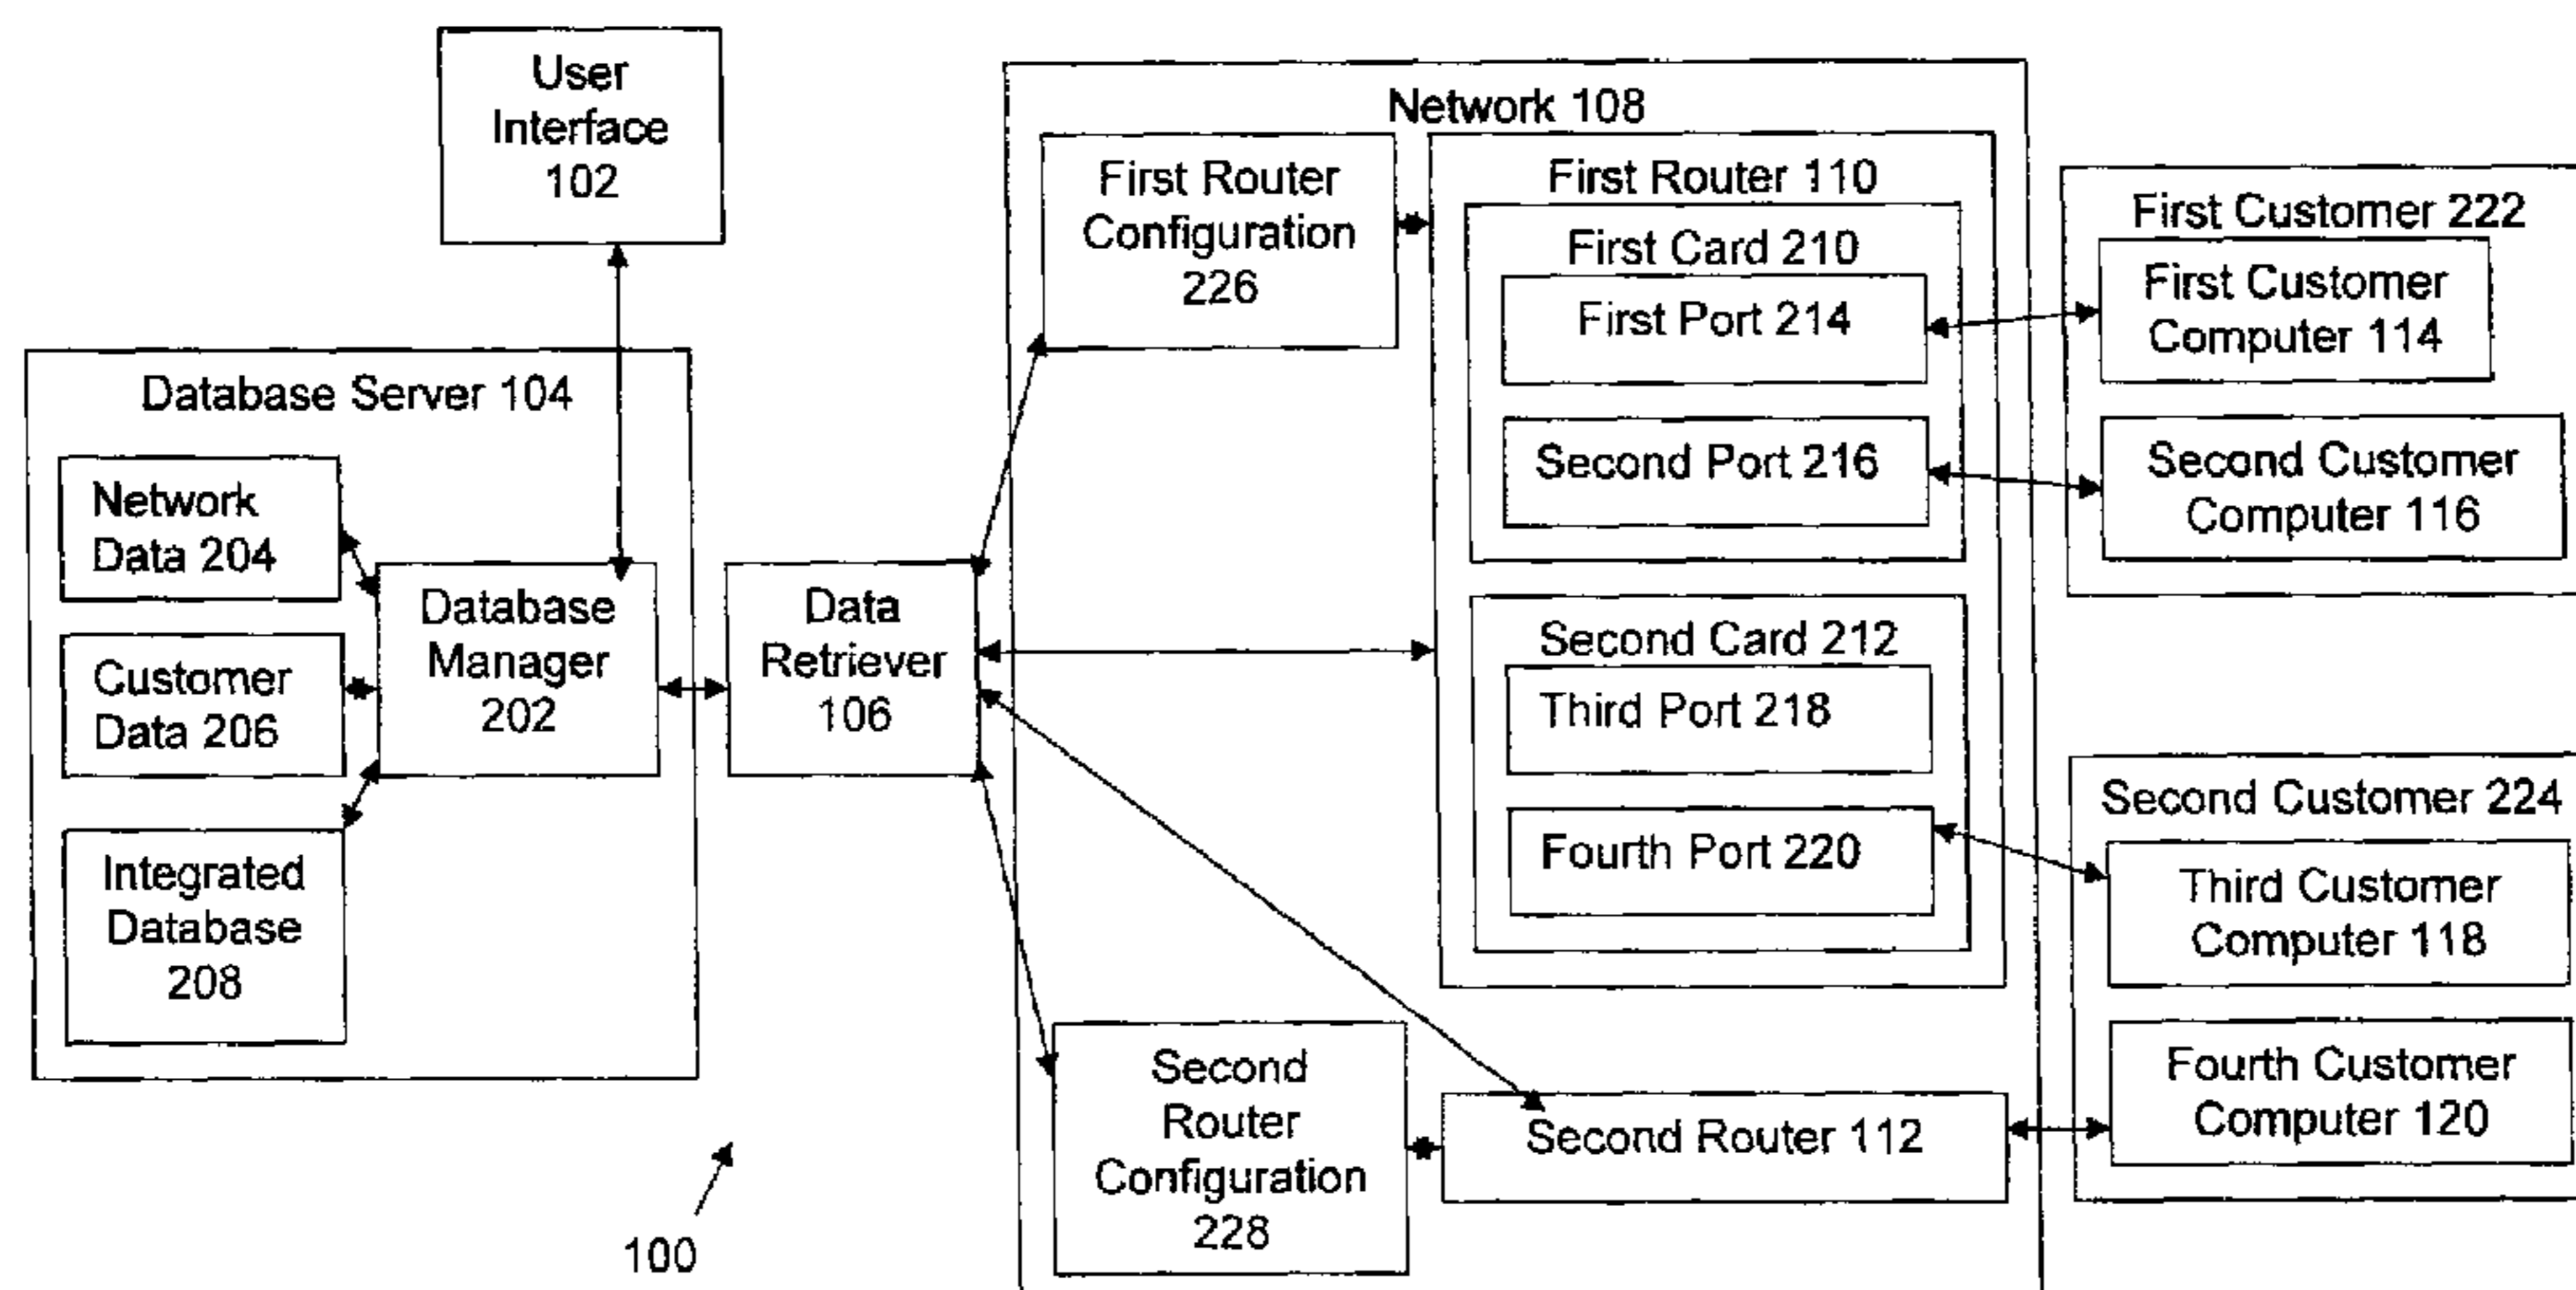 User
Interface
102
Database Server 104
Network
Data 204
Customer
Data 206
Integrated
Database
208
Database
Manager
202
Data
Retriever
106
100
Network 108
First Router
Configuration
226
First Router 110
First Card 210
First Port 214
Second Port 216
Second Card 212
Third Port 218
Fourth Port 220
Second
Router
Configuration
228
Second Router 112
First Customer 222
First Customer
Computer 114
Second Customer
Computer 116
Second Customer 224
Third Customer
Computer 118
Fourth Customer
Computer 120